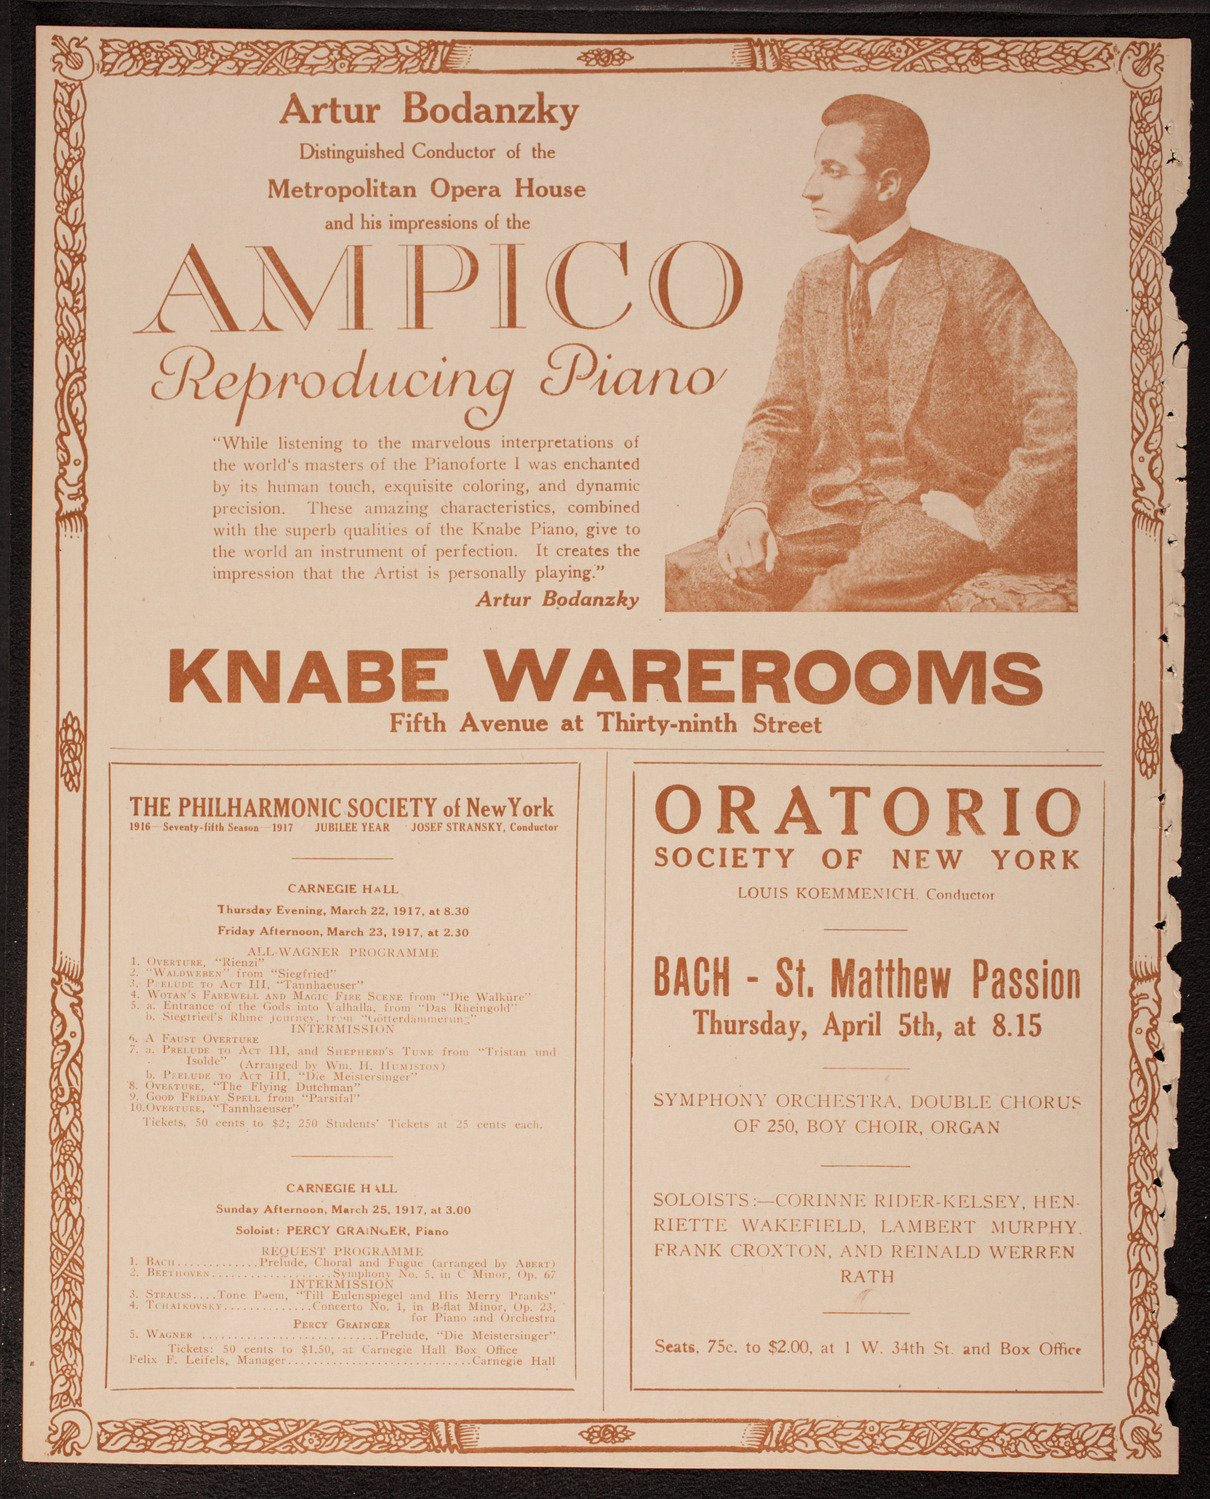 Artur Bodanzky
Distinguished Conductor of the
Metropolitan Opera House
and his impressions of the
AMPICO
Reproducing Piano
“While listening to the marvelous interpretations of
the world‘s masters of the Pianoforte I was enchanted
by its human touch, exquisite coloring, and dynamic
precision. These amazing characteristics, combined
with the superb qualities of the Knabe Piano, give to
the world an instrument of perfection. It creates the
impression that the Artist is personally playing.”
Artur Bodanzky
KNABE WAREROOMS
Fifth Avenue at Thirty-ninth Street
THE PHILHARMONIC SOCIETY of New York
1916—Seventy-fifth Season—1917 JUBILEE YEAR JOSEF STRANSKY, Conductor
CARNEGIE HALL
Thursday Evening, March 22, 1917, at 8.30
Friday Afternoon, March 23, 1917, at 2.30
ALL-WAGNER PROGRAMME
1. OVERTURE, “Rienzi”
2. “WALDWEBEN” from “Siegfried”
3. PRELUDE TO ACT III, “Tannhaeuser”
4. WOTAN'S FAREWELL AND MAGIC FIRE SCENE from “Die Walküre”
5. a. Entrance of the Gods into Valhalla, from “Das Rheingold”
b. Siegfried's Rhine Journey, from “Götterdämmerung”
INTERMISSION
6. A FAUST OVERTURE
7. a. PRELUDE TO ACT III, and SHEPHERD'S TUNE from “Tristan und
Isolde” (Arranged by Wm. H. HUMISTON)
b. PRELUDE TO ACT III, “Die Meistersinger”
8. OVERTURE, “The Flying Dutchman”
9. GOOD FRIDAY SPELL from “Parsifal”
10. OVERTURE, “Tannhaeuser”
Tickets, 50 cents to $2; 250 Students' Tickets at 25 cents each.
CARNEGIE HALL
Sunday Afternoon, March 25, 1917, at 3.00
Soloist: PERCY GRAINGER, Piano
REQUEST PROGRAMME
1. BACH............Prelude, Choral and Fugue (arranged by ABERT)
2. BEETHOVEN..................Symphony No. 5, in C Minor, Op. 67
INTERMISSION
3. STRAUSS....Tone Poem, “Till Eulenspiegel and His Merry Pranks”
4. TCHAIKOVSKY.............Concerto No. 1, in B-flat Minor, Op. 23,
for Piano and Orchestra
PERCY GRAINGER
5. WAGNER ..........................Prelude, “Die Meistersinger”
Tickets: 50 cents to $1.50, at Carnegie Hall Box Office
Felix F. Leifels, Manager...........................Carnegie Hall
ORATORIO
SOCIETY OF NEW YORK
LOUIS KOEMMENICH, Conductor
BACH - St. Matthew Passion
Thursday, April 5th, at 8.15
SYMPHONY ORCHESTRA, DOUBLE CHORUS
OF 250, BOY CHOIR, ORGAN
SOLOISTS:—CORINNE RIDER-KELSEY, HEN-
RIETTE WAKEFIELD, LAMBERT MURPHY,
FRANK CROXTON, AND REINALD WERREN
RATH
Seats, 75c. to $2.00, at 1 W. 34th St. and Box Office